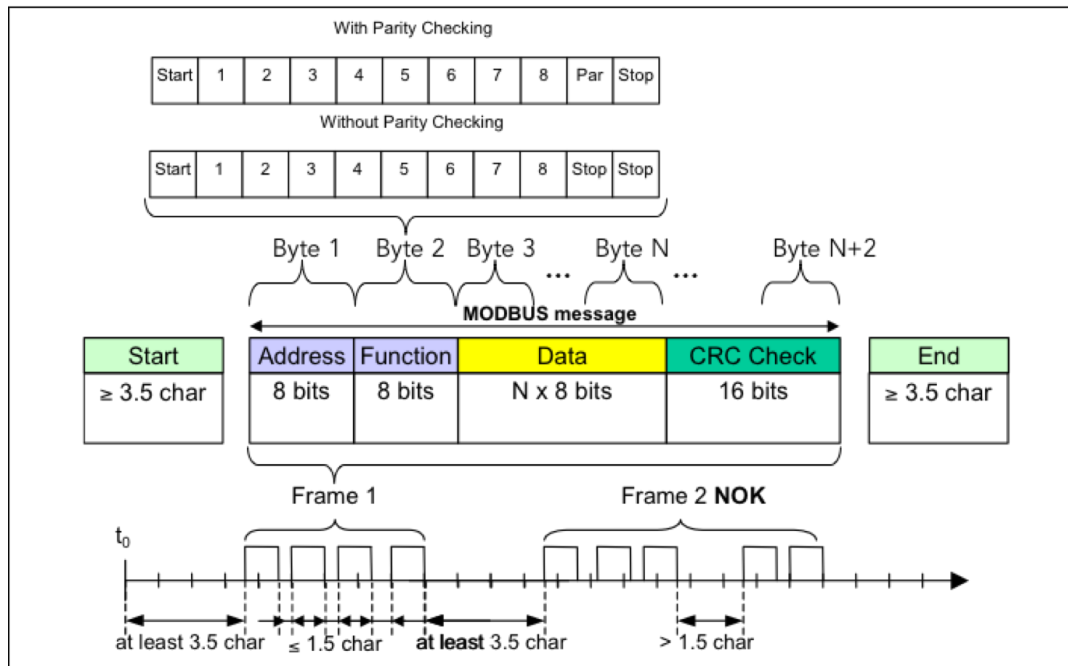 With Parity Checking
Start 1 2 3 4 5 6 7 8 Par Stop
Without Parity Checking
Start 1 2 3 4 5 6 7 8 Stop Stop
Byte 1 Byte 2 Byte 3 ... Byte N ... Byte N+2
MODBUS message
Start Address Function Data CRC Check End
≥ 3.5 char 8 bits 8 bits N x 8 bits 16 bits ≥ 3.5 char
Frame 1 Frame 2 NOK
t0
at least 3.5 char ≤ 1.5 char at least 3.5 char > 1.5 char